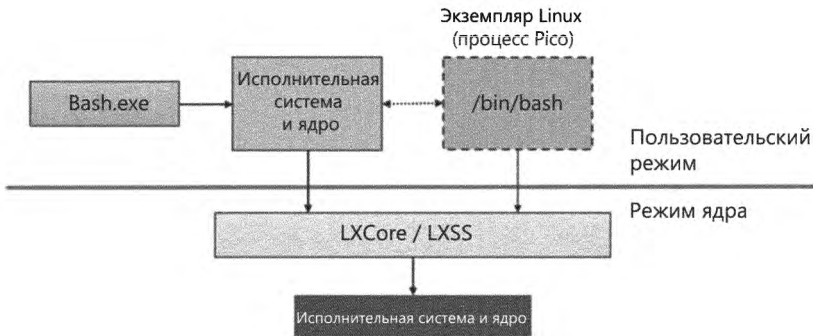 Экземпляр Linux
(процесс Pico)
Bash.exe
Исполнительная
система
и ядро
/bin/bash
Пользовательский
режим
Режим ядра
LXCore / LXSS
Исполнительная система и ядро